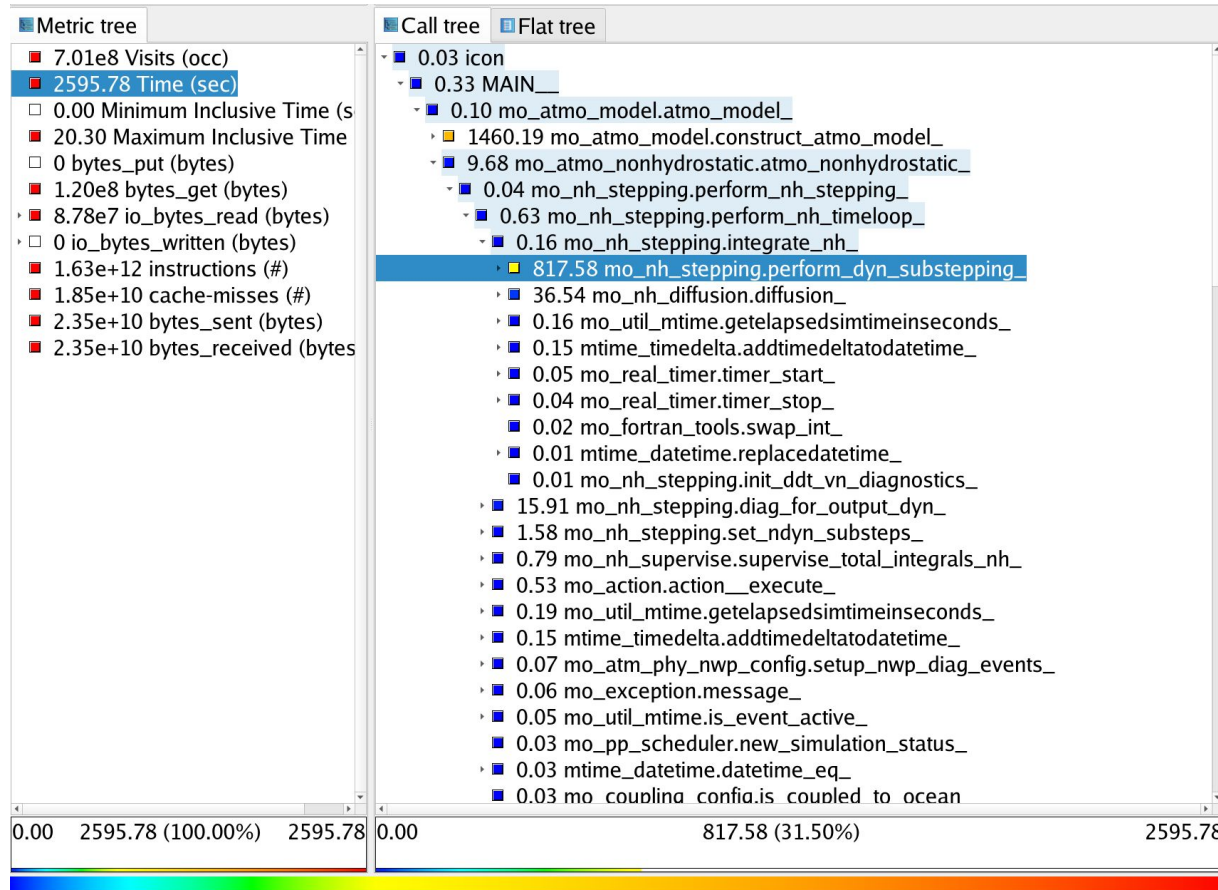 Metric tree
7.01e8 Visits (occ)
2595.78 Time (sec)
0.00 Minimum Inclusive Time (s
20.30 Maximum Inclusive Time
0 bytes_put (bytes)
1.20e8 bytes_get (bytes)
8.78e7 io_bytes_read (bytes)
0 io_bytes_written (bytes)
1.63e+12 instructions (#)
1.85e+10 cache-misses (#)
2.35e+10 bytes_sent (bytes)
2.35e+10 bytes_received (bytes
0.00 2595.78 (100.00%) 2595.78
Call tree Flat tree
0.03 icon
0.33 MAIN__
0.10 mo_atmo_model.atmo_model_
1460.19 mo_atmo_model.construct_atmo_model_
9.68 mo_atmo_nonhydrostatic.atmo_nonhydrostatic_
0.04 mo_nh_stepping.perform_nh_stepping_
0.63 mo_nh_stepping.perform_nh_timeloop_
0.16 mo_nh_stepping.integrate_nh_
817.58 mo_nh_stepping.perform_dyn_substepping_
36.54 mo_nh_diffusion.diffusion_
0.16 mo_util_mtime.getelapsedsimtimeinseconds_
0.15 mtime_timedelta.addtimedeltatodatetime_
0.05 mo_real_timer.timer_start_
0.04 mo_real_timer.timer_stop_
0.02 mo_fortran_tools.swap_int_
0.01 mtime_datetime.replacedatetime_
0.01 mo_nh_stepping.init_ddt_vn_diagnostics_
15.91 mo_nh_stepping.diag_for_output_dyn_
1.58 mo_nh_stepping.set_ndyn_substeps_
0.79 mo_nh_supervise.supervise_total_integrals_nh_
0.53 mo_action.action__execute_
0.19 mo_util_mtime.getelapsedsimtimeinseconds_
0.15 mtime_timedelta.addtimedeltatodatetime_
0.07 mo_atm_phy_nwp_config.setup_nwp_diag_events_
0.06 mo_exception.message_
0.05 mo_util_mtime.is_event_active_
0.03 mo_pp_scheduler.new_simulation_status_
0.03 mtime_datetime.datetime_eq_
0.03 mo_coupling_config.is_coupled_to_ocean
0.00 817.58 (31.50%) 2595.78